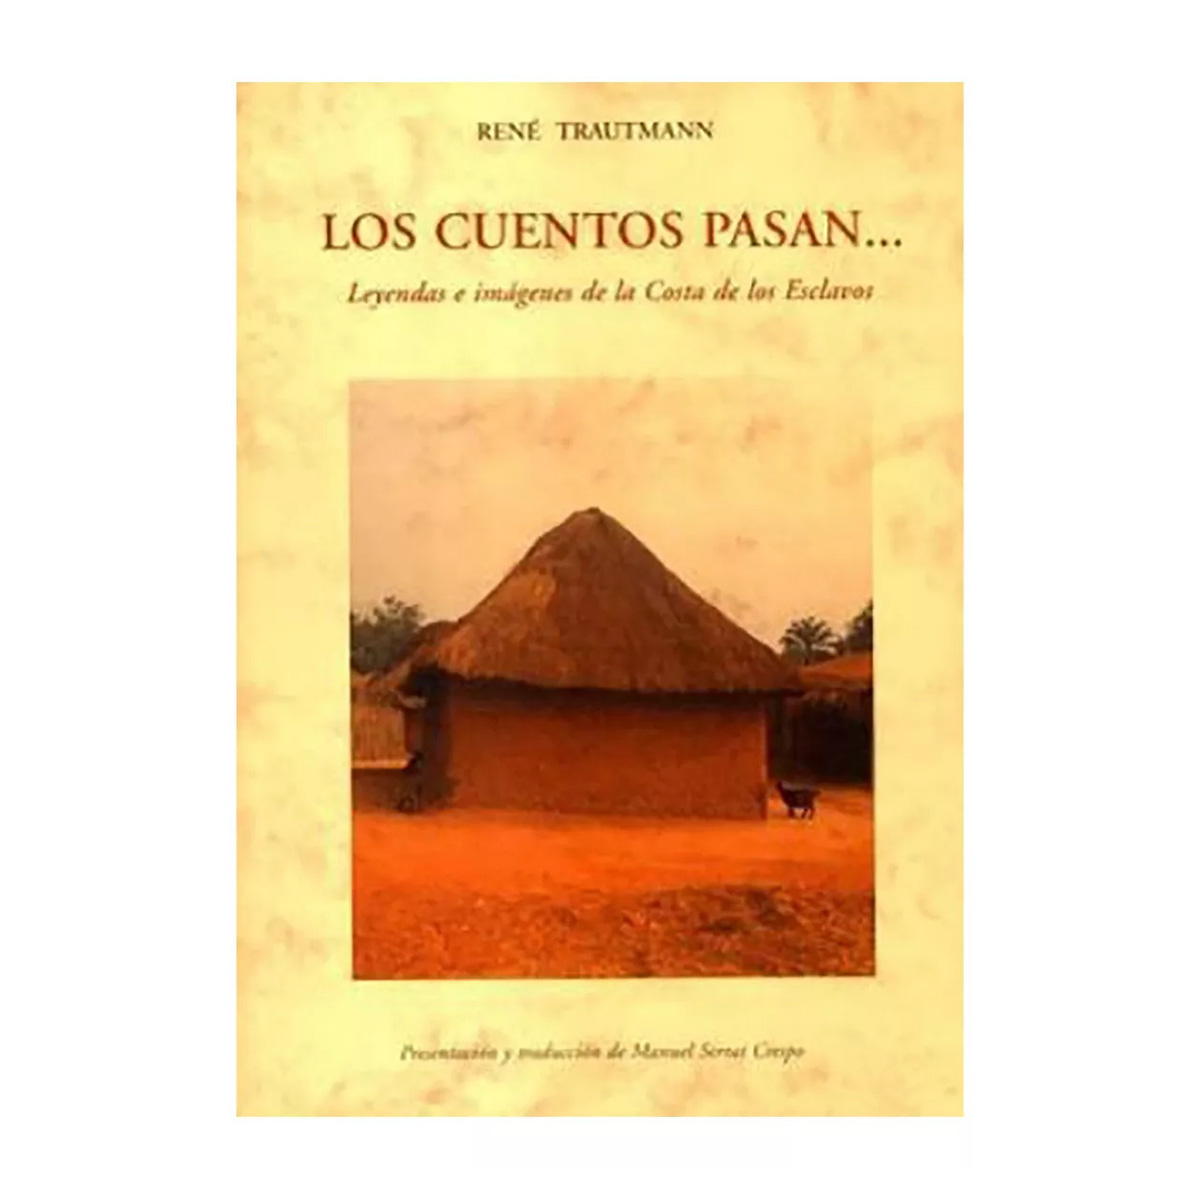 RENÉ TRAUTMANN
LOS CUENTOS PASAN...
Leyendas e imágenes de la Costa de los Esclavos
Presentación y traducción de Manuel Serrat Crespo